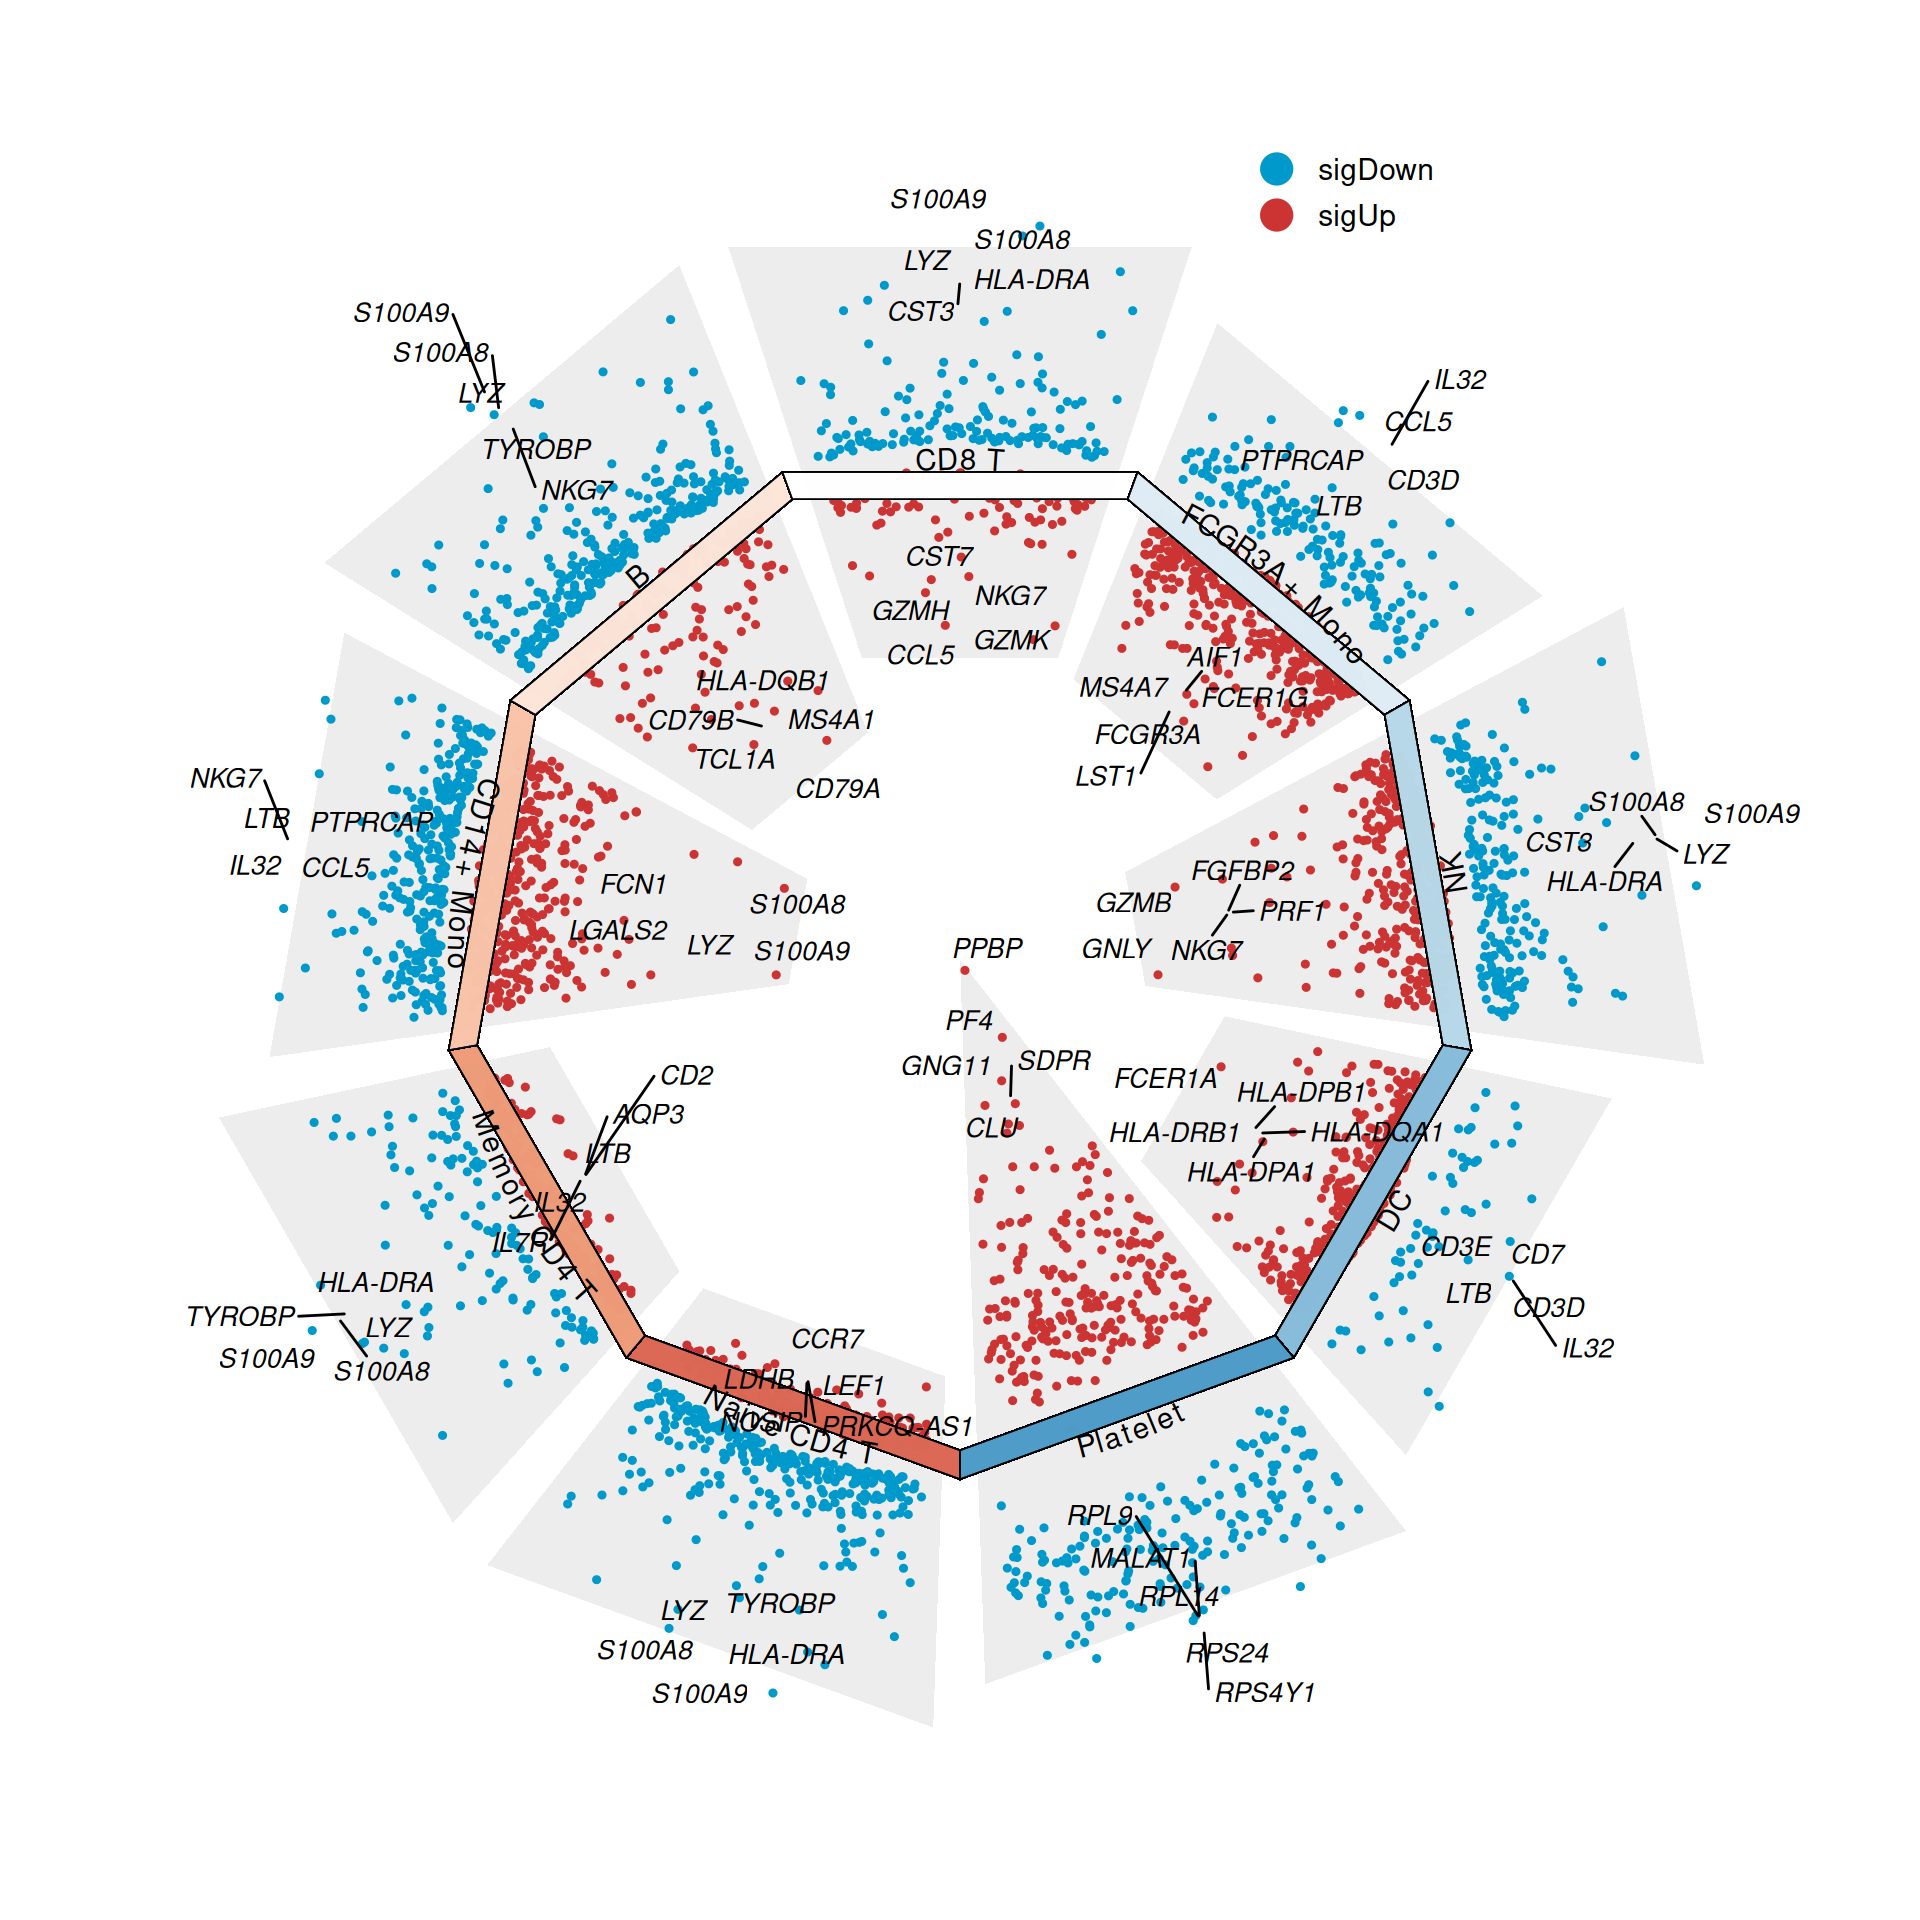 sigDown
sigUp
S100A9
S100A8
LYZ
HLA-DRA
CST3
CD8 T
CST7
NKG7
GZMH
GZMK
CCL5
IL32
CCL5
PTPRCAP
CD3D
LTB
FCGR3A+ Mono
AIF1
MS4A7
FCER1G
FCGR3A
LST1
S100A8
S100A9
CST3
LYZ
HLA-DRA
NK
FGFBP2
GZMB
PRF1
GNLY
NKG7
FCER1A
HLA-DPB1
HLA-DRB1
HLA-DQA1
HLA-DPA1
DC
CD3E
CD7
LTB
CD3D
IL32
PPBP
PF4
GNG11
SDPR
CLU
Platelet
RPL9
MALAT1
RPL14
RPS24
RPS4Y1
CCR7
LDHB
LEF1
NOSIP
PRKCQ-AS1
Naive CD4 T
LYZ
TYROBP
S100A8
HLA-DRA
S100A9
CD2
AQP3
LTB
IL32
IL7R
Memory CD4 T
HLA-DRA
TYROBP
LYZ
S100A9
S100A8
NKG7
LTB
PTPRCAP
IL32
CCL5
CD14+ Mono
FCN1
S100A8
LGALS2
LYZ
S100A9
S100A9
S100A8
LYZ
TYROBP
NKG7
B
HLA-DQB1
CD79B
MS4A1
TCL1A
CD79A